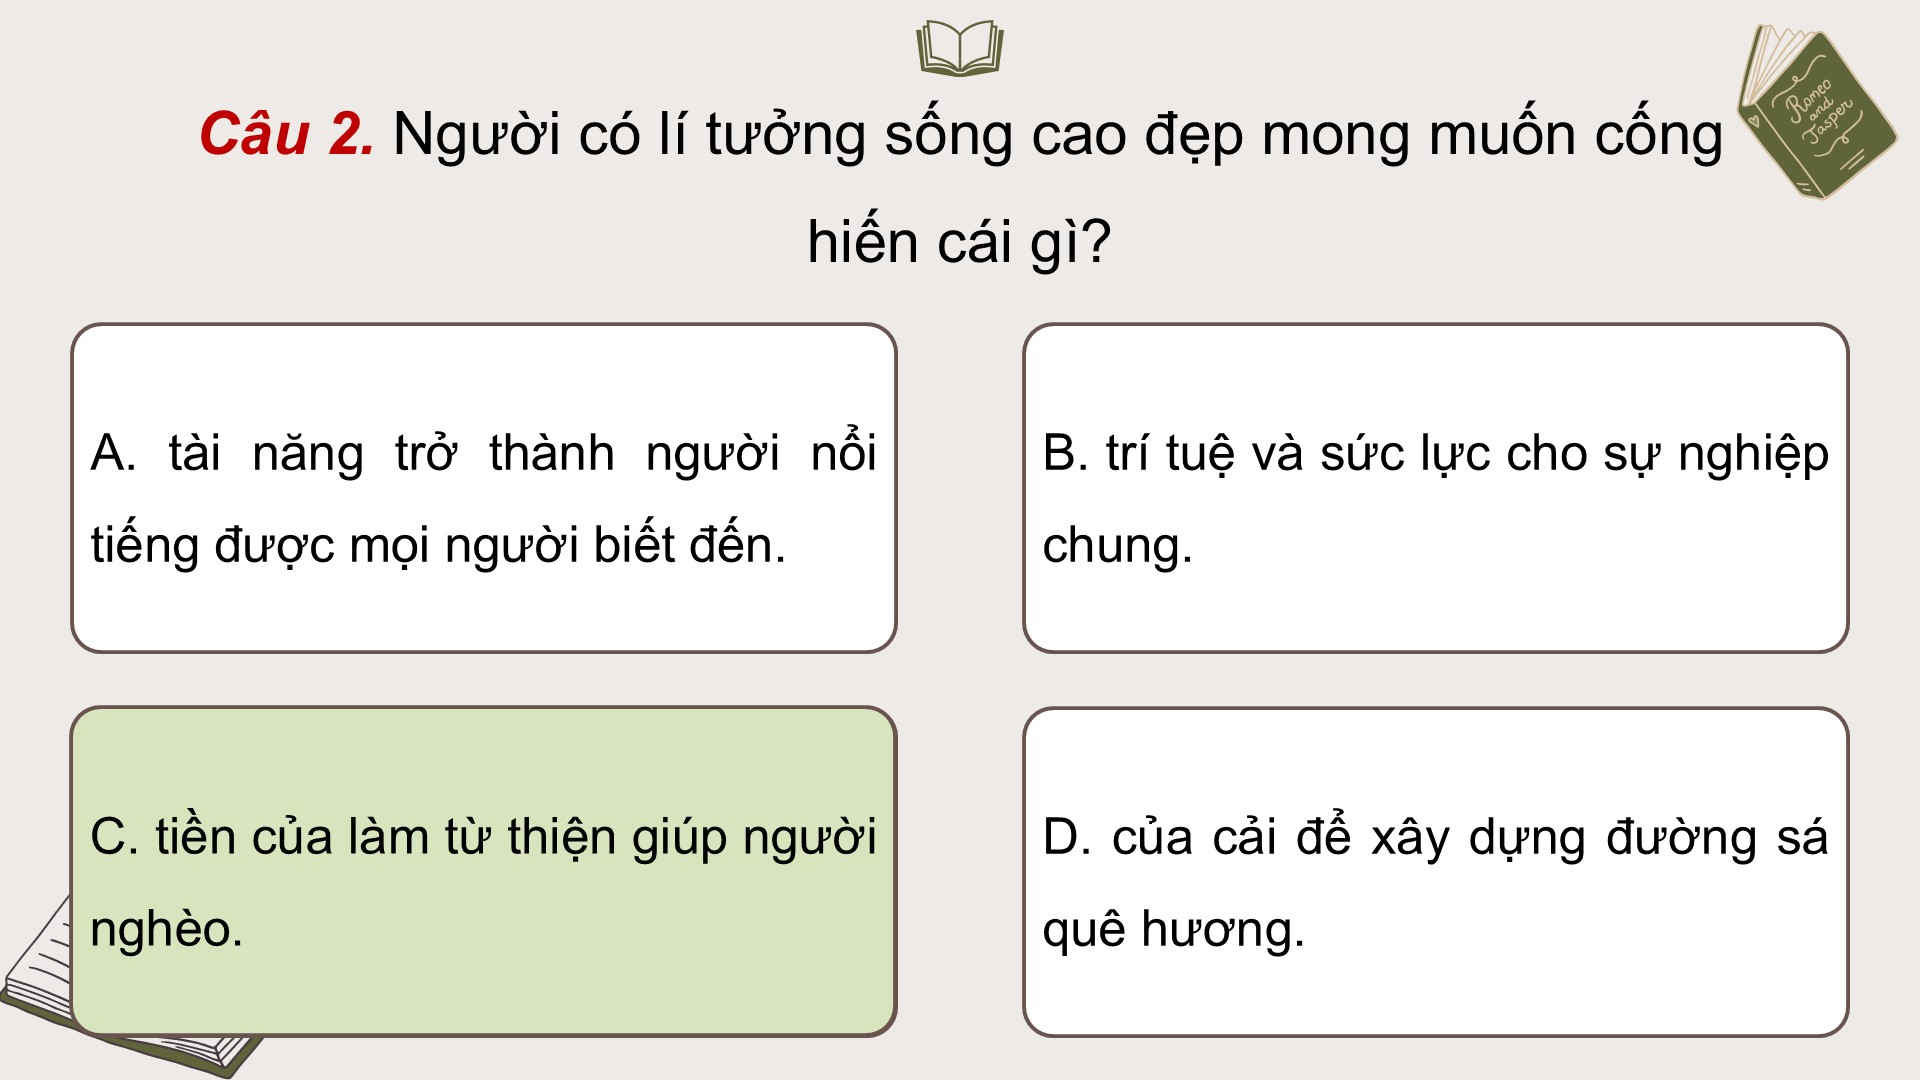 Câu 2. Người có lí tưởng sống cao đẹp mong muốn cống
hiến cái gì?
Romeo
and
Jasper
A. tài năng trở thành người nổi
tiếng được mọi người biết đến.
B. trí tuệ và sức lực cho sự nghiệp
chung.
C. tiền của làm từ thiện giúp người
nghèo.
D. của cải để xây dựng đường sá
quê hương.